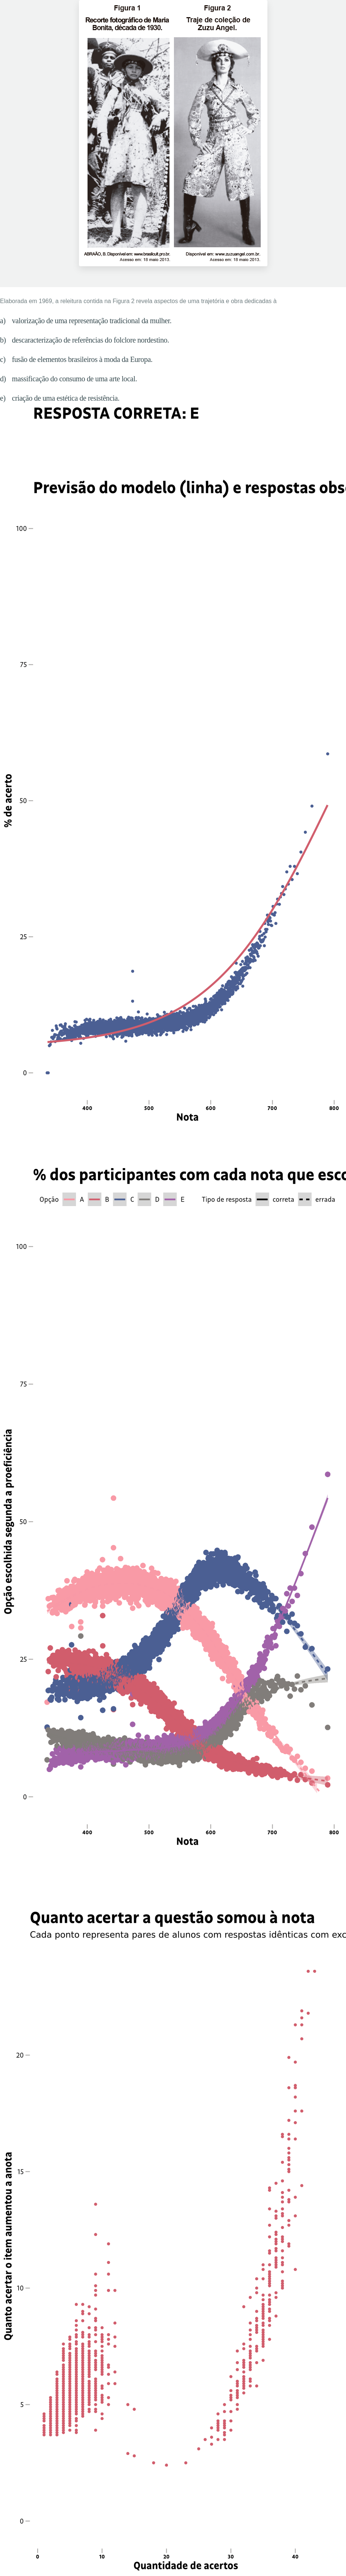 Figura 1
Recorte fotográfico de Maria
Bonita, década de 1930.
Figura 2
Traje de coleção de
Zuzu Angel.
ABRAÃO, B. Disponível em: www.brasilcult.pro.br.
Acesso em: 18 maio 2013.
Disponível em: www.zuzuangel.com.br.
Acesso em: 18 maio 2013.
Elaborada em 1969, a releitura contida na Figura 2 revela aspectos de uma trajetória e obra dedicadas à
a) valorização de uma representação tradicional da mulher.
b) descaracterização de referências do folclore nordestino.
c) fusão de elementos brasileiros à moda da Europa.
d) massificação do consumo de uma arte local.
e) criação de uma estética de resistência.
RESPOSTA CORRETA: E
Previsão do modelo (linha) e respostas obs
100
75
50
25
0
% de acerto
400 500 600 700 800
Nota
% dos participantes com cada nota que esco
Opção A B C D E Tipo de resposta correta errada
100
75
50
25
0
Opção escolhida segunda a proeficiência
400 500 600 700 800
Nota
Quanto acertar a questão somou à nota
Cada ponto representa pares de alunos com respostas idênticas com exc
20
15
10
5
0
Quanto acertar o item aumentou a anota
0 10 20 30 40
Quantidade de acertos